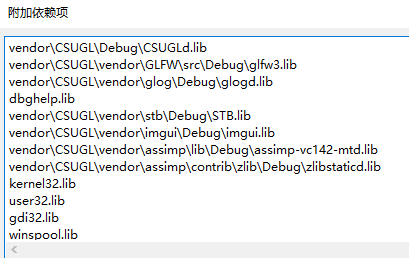 附加依赖项
vendor\CSUGL\Debug\CSUGLd.lib
vendor\CSUGL\vendor\GLFW\src\Debug\glfw3.lib
vendor\CSUGL\vendor\glog\Debug\glogd.lib
dbghelp.lib
vendor\CSUGL\vendor\stb\Debug\STB.lib
vendor\CSUGL\vendor\imgui\Debug\imgui.lib
vendor\CSUGL\vendor\assimp\lib\Debug\assimp-vc142-mtd.lib
vendor\CSUGL\vendor\assimp\contrib\zlib\Debug\zlibstaticd.lib
kernel32.lib
user32.lib
gdi32.lib
winspool.lib